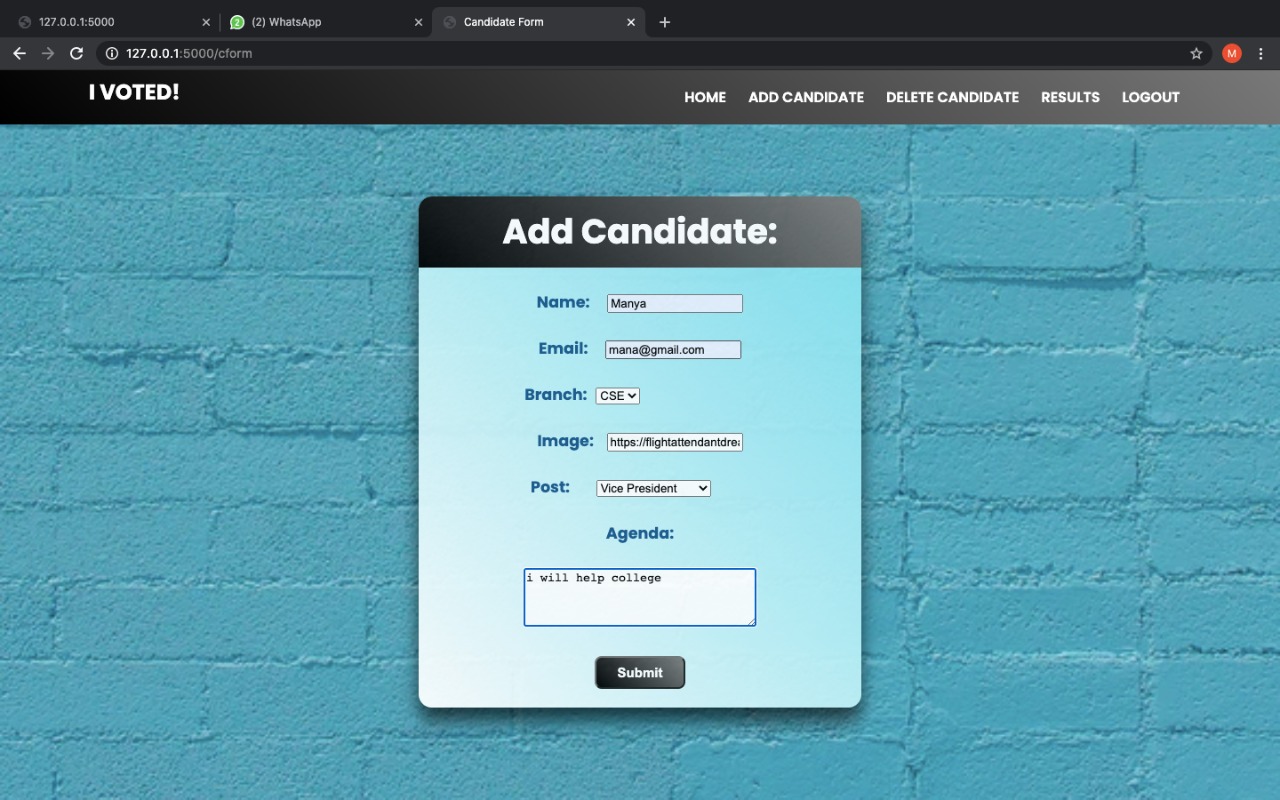 127.0.0.1:5000
(2) WhatsApp
Candidate Form
127.0.0.1:5000/cform
M
I VOTED!
HOME ADD CANDIDATE DELETE CANDIDATE RESULTS LOGOUT
Add Candidate:
Name: Manya
Email: mana@gmail.com
Branch: CSE
Image: https://flightattendantdrea
Post: Vice President
Agenda:
i will help college
Submit